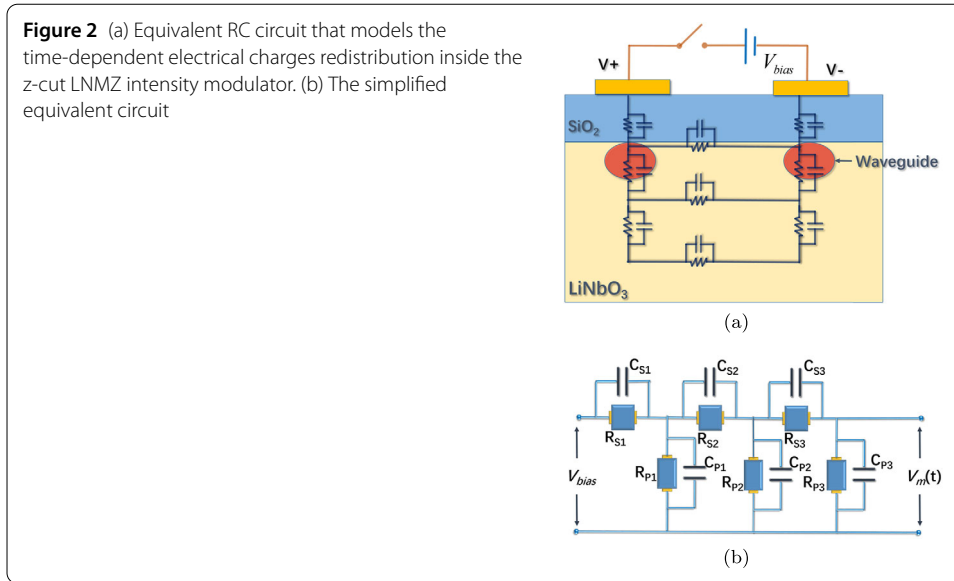 Figure 2 (a) Equivalent RC circuit that models the
time-dependent electrical charges redistribution inside the
z-cut LNMZ intensity modulator. (b) The simplified
equivalent circuit
V+
V_bias
V-
SiO₂
Waveguide
LiNbO₃
(a)
C_S1
C_S2
C_S3
R_S1
R_S2
R_S3
V_bias
R_P1
C_P1
R_P2
C_P2
R_P3
C_P3
V_m(t)
(b)